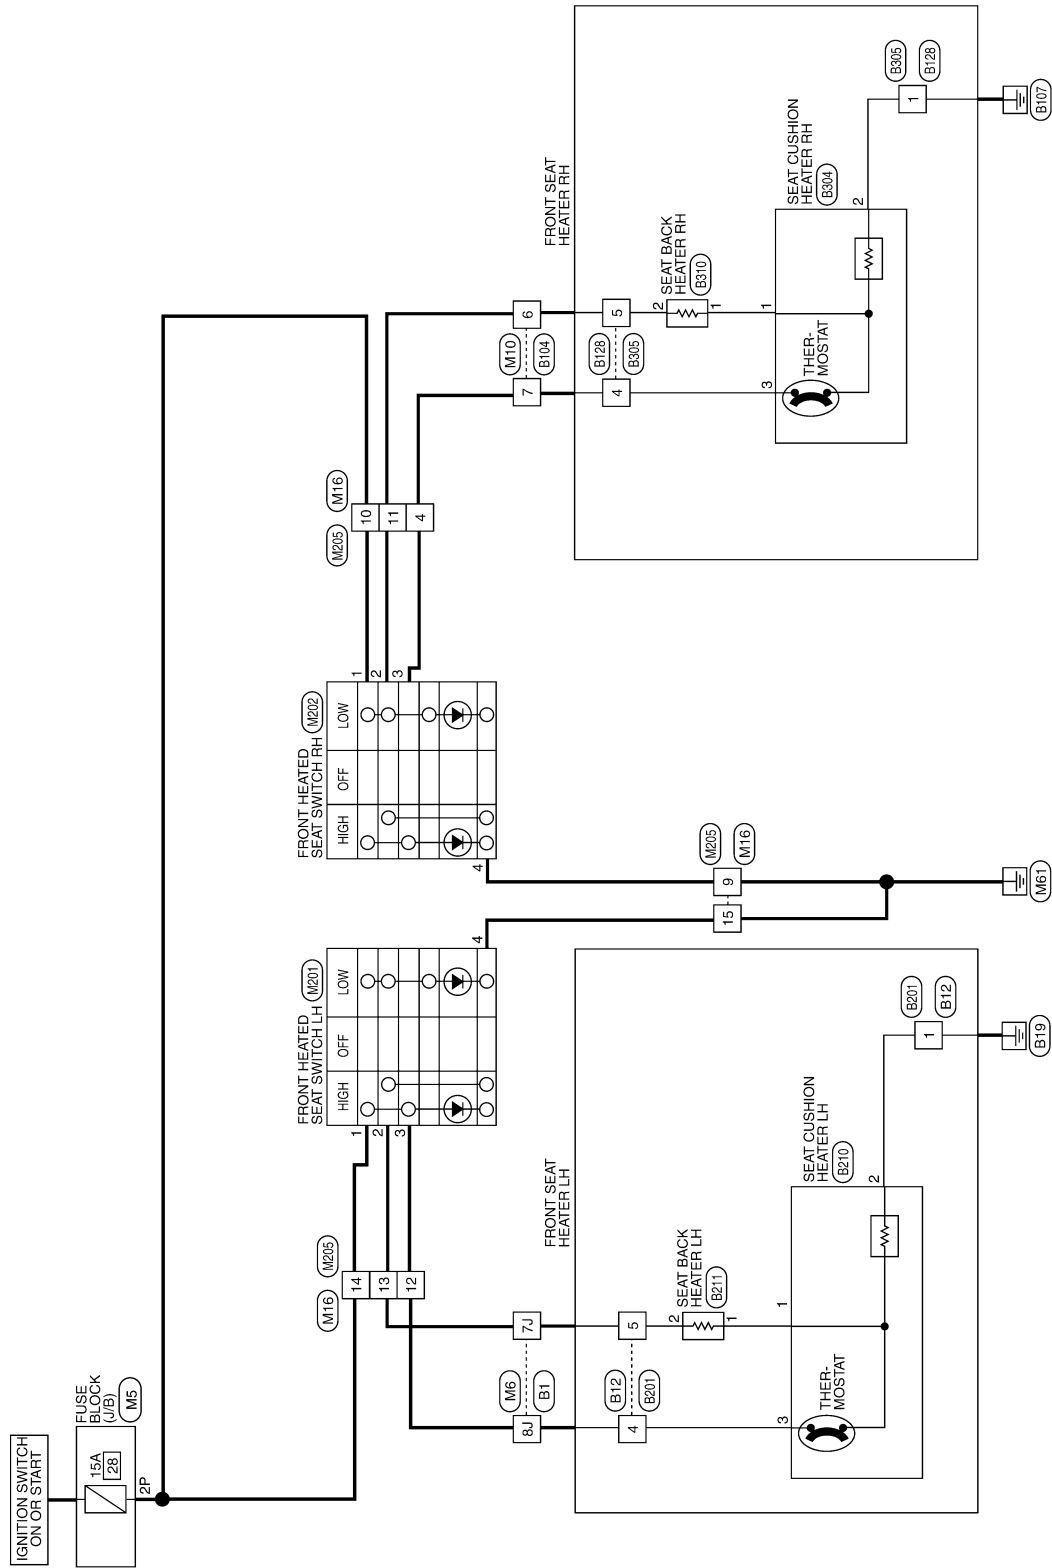 IGNITION SWITCH
ON OR START
FUSE
BLOCK
(J/B)
M5
15A
28
2P
M16
M205
14
13
12
FRONT HEATED
SEAT SWITCH LH
M201
HIGH
OFF
LOW
1
2
3
4
FRONT HEATED
SEAT SWITCH RH
M202
HIGH
OFF
LOW
4
1
2
3
M205
M16
10
11
4
M6
B1
8J
7J
FRONT SEAT
HEATER LH
B12
B201
4
5
SEAT BACK
HEATER LH
B211
2
1
SEAT CUSHION
HEATER LH
B210
3
1
2
THER-
MOSTAT
B201
B12
1
B19
M205
M16
15
9
M61
M10
B104
7
6
FRONT SEAT
HEATER RH
B128
B305
4
5
SEAT BACK
HEATER RH
B310
2
1
SEAT CUSHION
HEATER RH
B304
3
1
2
THER-
MOSTAT
B305
B128
1
B107